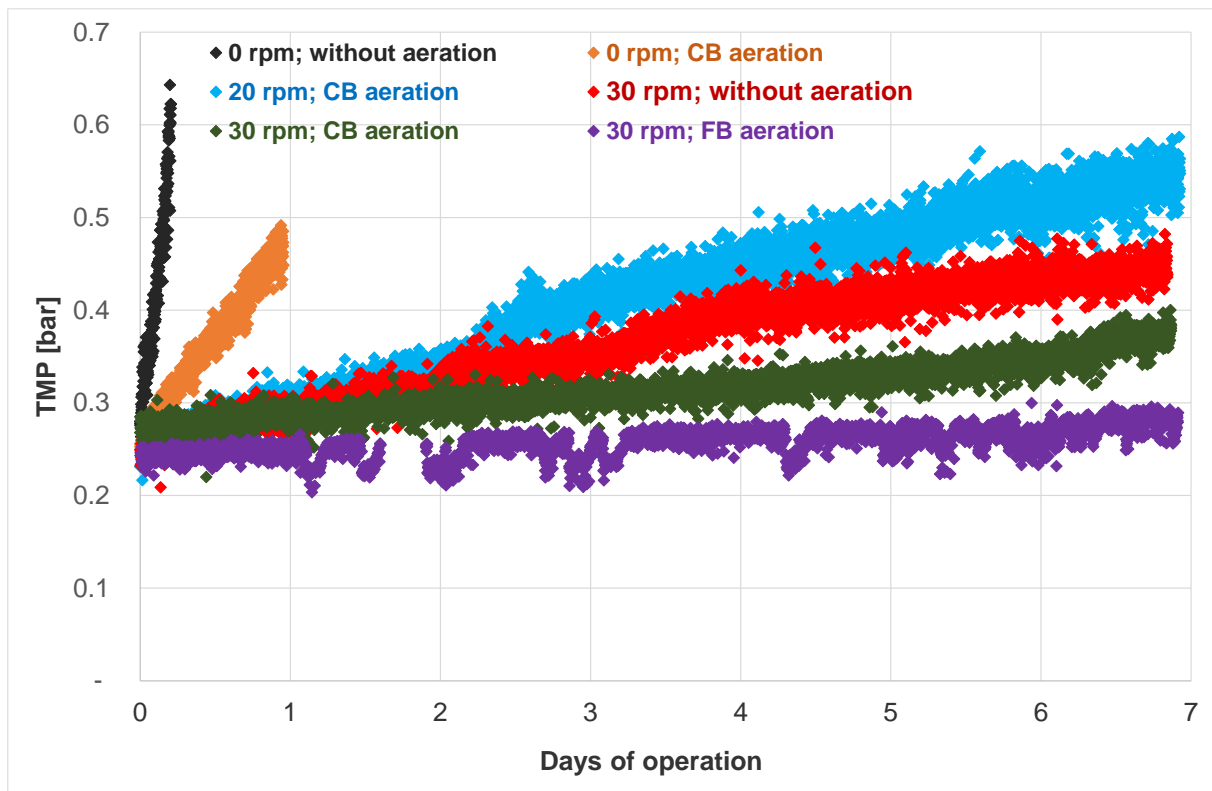 0.7
0 rpm; without aeration
0 rpm; CB aeration
20 rpm; CB aeration
30 rpm; without aeration
30 rpm; CB aeration
30 rpm; FB aeration
0.6
0.5
0.4
0.3
0.2
0.1
-
TMP [bar]
0 1 2 3 4 5 6 7
Days of operation